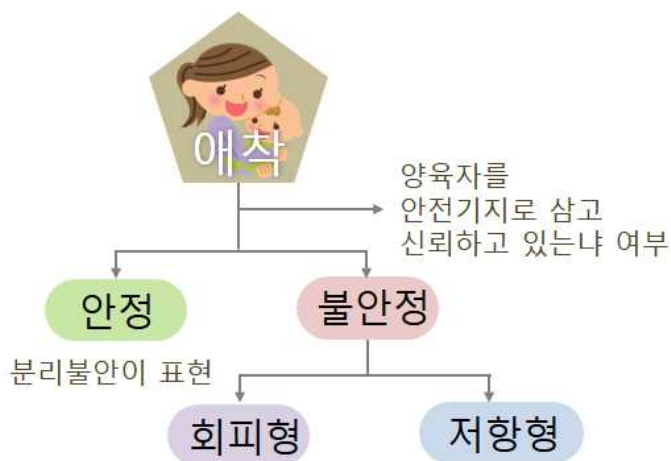 애착
양육자를
안전기지로 삼고
신뢰하고 있는냐 여부
안정
불안정
분리불안이 표현
회피형
저항형